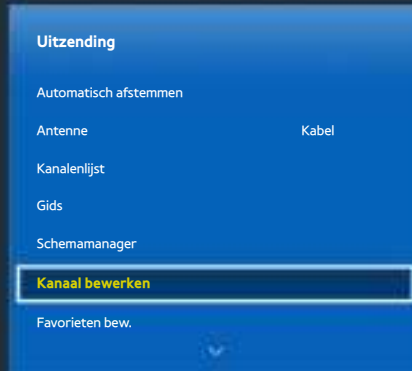 Uitzending
Automatisch afstemmen
Antenne Kabel
Kanalenlijst
Gids
Schemamanager
Kanaal bewerken
Favorieten bew.